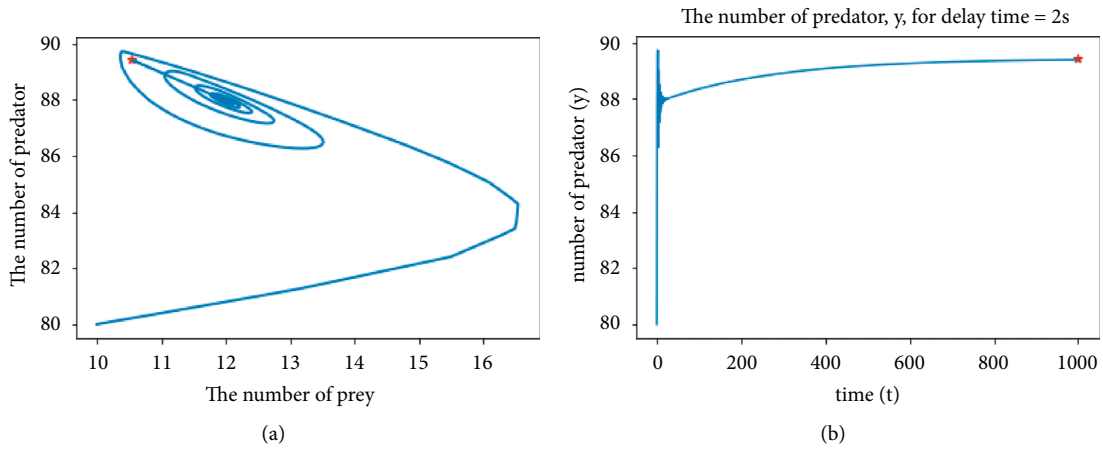 The number of predator
90
88
86
84
82
80
10 11 12 13 14 15 16
The number of prey
(a)
The number of predator, y, for delay time = 2s
number of predator (y)
90
88
86
84
82
80
0 200 400 600 800 1000
time (t)
(b)